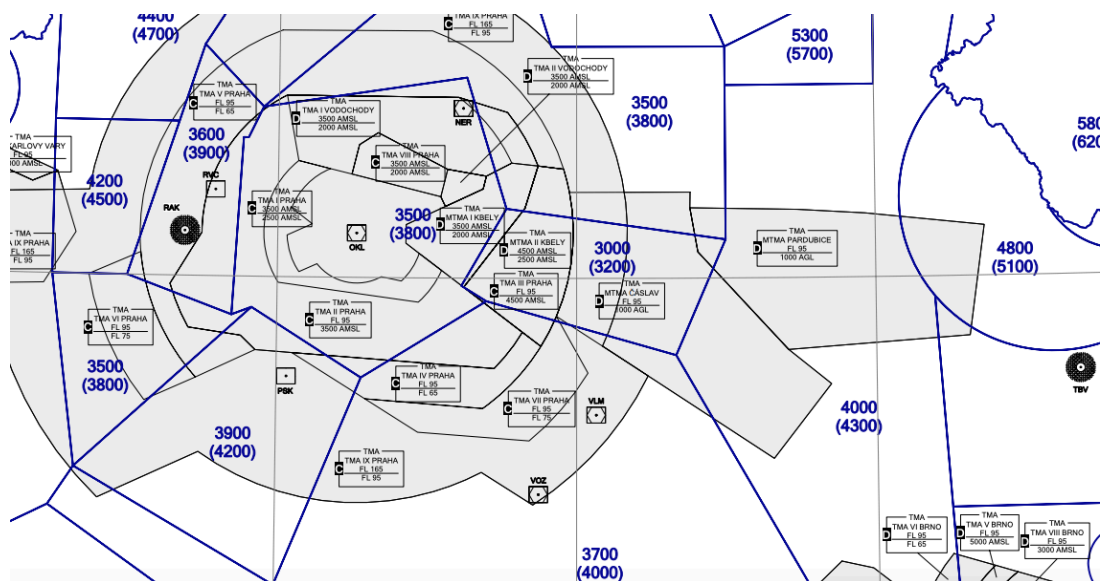 4400
(4700)
TMA
TMA IX PRAHA
FL 165
FL 95
5300
(5700)
TMA
TMA II VODOCHODY
D
3500 AMSL
2000 AMSL
TMA
TMA V PRAHA
C
FL 95
FL 65
TMA
TMA I VODOCHODY
D
3500 AMSL
2000 AMSL
NER
3500
(3800)
5800
(6200
3600
(3900)
TMA
KARLOVY VARY
FL 95
00 AMSL
TMA
TMA VIII PRAHA
C
3500 AMSL
2000 AMSL
4200
(4500)
RVC
RAK
TMA
TMA I PRAHA
C
3500 AMSL
2500 AMSL
OKL
3500
(3800)
TMA
MTMA I KBELY
D
3500 AMSL
2000 AMSL
TMA
MTMA II KBELY
D
4500 AMSL
2500 AMSL
3000
(3200)
TMA
MTMA PARDUBICE
D
FL 95
1000 AGL
4800
(5100)
TMA
A IX PRAHA
FL 165
FL 95
TMA
TMA III PRAHA
C
FL 95
4500 AMSL
TMA
MTMA ČÁSLAV
D
FL 95
1000 AGL
TMA
TMA VI PRAHA
C
FL 95
FL 75
TMA
TMA II PRAHA
C
FL 95
3500 AMSL
3500
(3800)
PSK
TMA
TMA IV PRAHA
C
FL 95
FL 65
TMA
TMA VII PRAHA
C
FL 95
FL 75
VLM
TBV
4000
(4300)
3900
(4200)
TMA
TMA IX PRAHA
C
FL 165
FL 95
VOZ
3700
(4000)
TMA
TMA VI BRNO
D
FL 95
FL 65
TMA
TMA V BRNO
D
FL 95
5000 AMSL
TMA
TMA VIII BRNO
D
FL 95
3000 AMSL